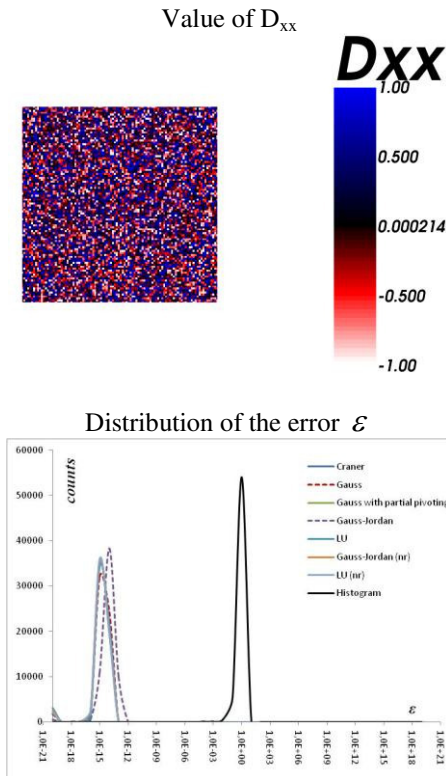 Value of Dxx
Dxx
1.00
0.500
0.000214
-0.500
-1.00
Distribution of the error ε
counts
60000
50000
40000
30000
20000
10000
0
Craner
Gauss
Gauss with partial pivoting
Gauss-Jordan
LU
Gauss-Jordan (nr)
LU (nr)
Histogram
ε
1.0E-21
1.0E-18
1.0E-15
1.0E-12
1.0E-09
1.0E-06
1.0E-03
1.0E+00
1.0E+03
1.0E+06
1.0E+09
1.0E+12
1.0E+15
1.0E+18
1.0E+21